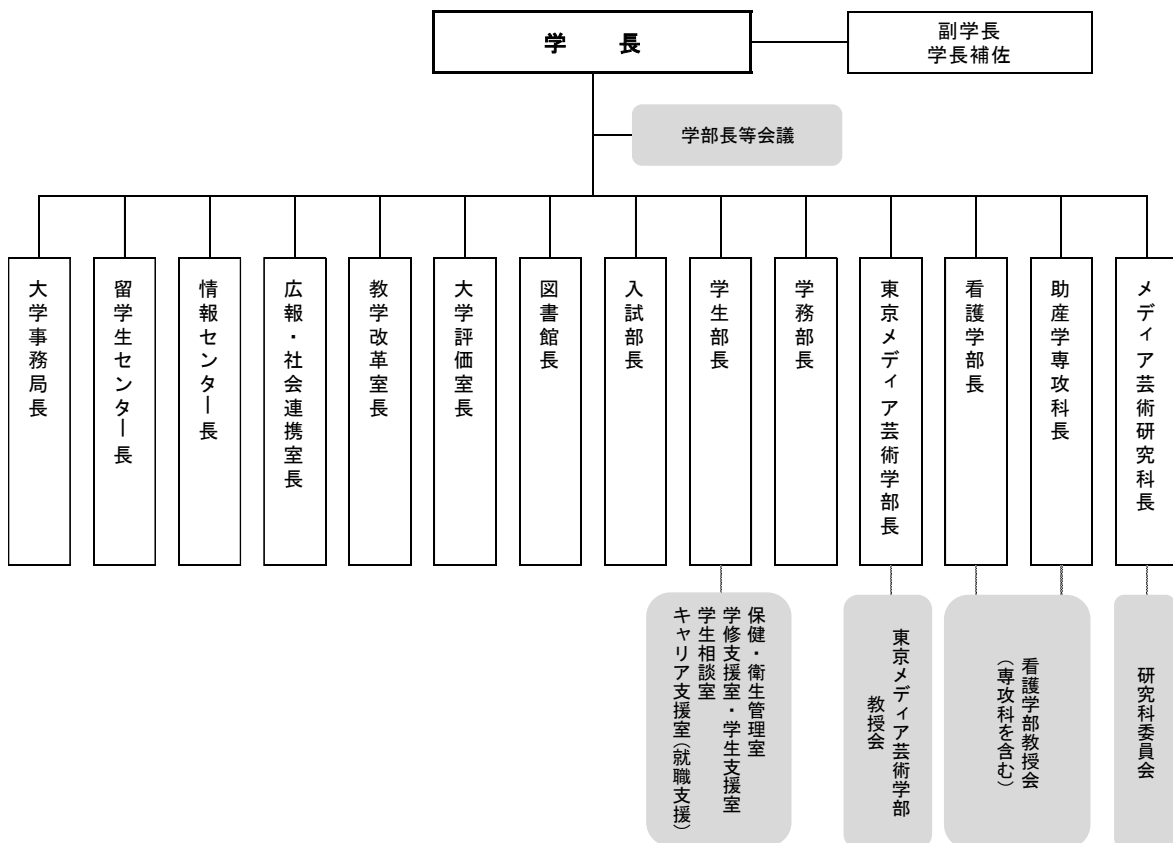 学　長
副学長
学長補佐
学部長等会議
大学事務局長
留学生センター長
情報センター長
広報・社会連携室長
教学改革室長
大学評価室長
図書館長
入試部長
学生部長
学務部長
東京メディア芸術学部長
看護学部長
助産学専攻科長
メディア芸術研究科長
保健・衛生管理室
学修支援室・学生支援室
学生相談室
キャリア支援室(就職支援)
東京メディア芸術学部
教授会
看護学部教授会
(専攻科を含む)
研究科委員会